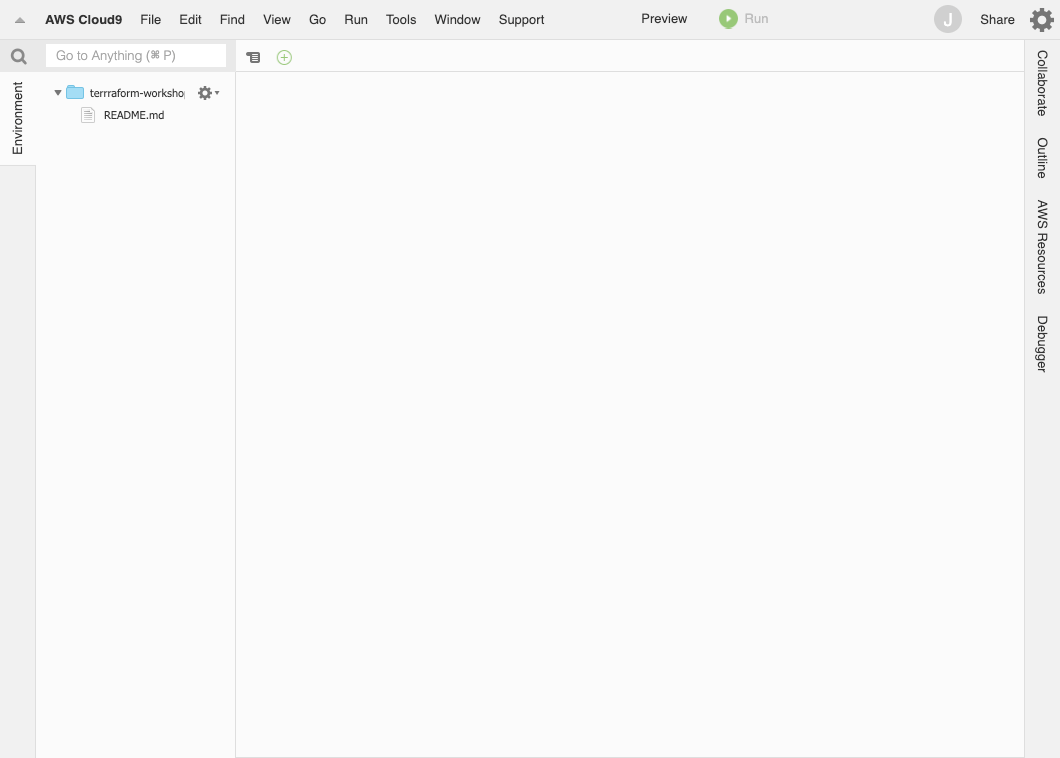 AWS Cloud9 File Edit Find View Go Run Tools Window Support Preview Run J Share
Go to Anything (⌘ P)
Environment
terrraform-workshop
README.md
Collaborate
Outline
AWS Resources
Debugger